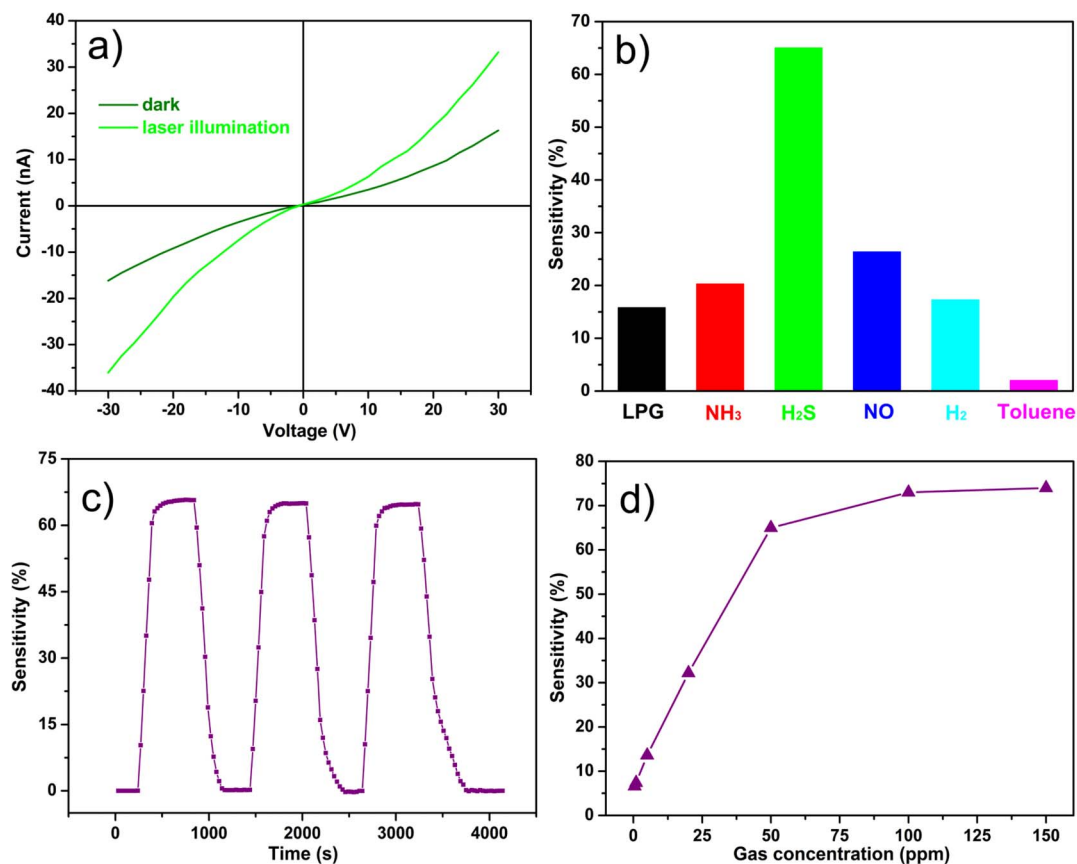 a)
40
30
20
10
0
-10
-20
-30
-40
Current (nA)
dark
laser illumination
-30 -20 -10 0 10 20 30
Voltage (V)
b)
70
65
60
50
40
30
20
10
0
Sensitivity (%)
LPG NH₃ H₂S NO H₂ Toluene
c)
75
60
45
30
15
0
Sensitivity (%)
0 1000 2000 3000 4000
Time (s)
d)
80
70
60
50
40
30
20
10
0
Sensitivity (%)
0 25 50 75 100 125 150
Gas concentration (ppm)